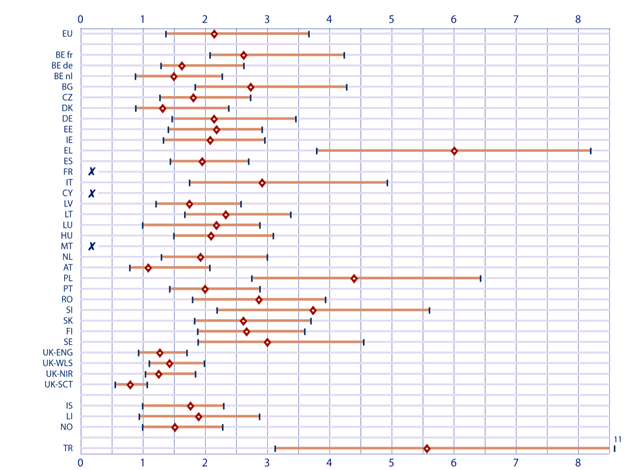 0 1 2 3 4 5 6 7 8
EU
BE fr
BE de
BE nl
BG
CZ
DK
DE
EE
IE
EL
ES
FR ✗
IT
CY ✗
LV
LT
LU
HU
MT ✗
NL
AT
PL
PT
RO
SI
SK
FI
SE
UK-ENG
UK-WLS
UK-NIR
UK-SCT
IS
LI
NO
11
TR
0 1 2 3 4 5 6 7 8